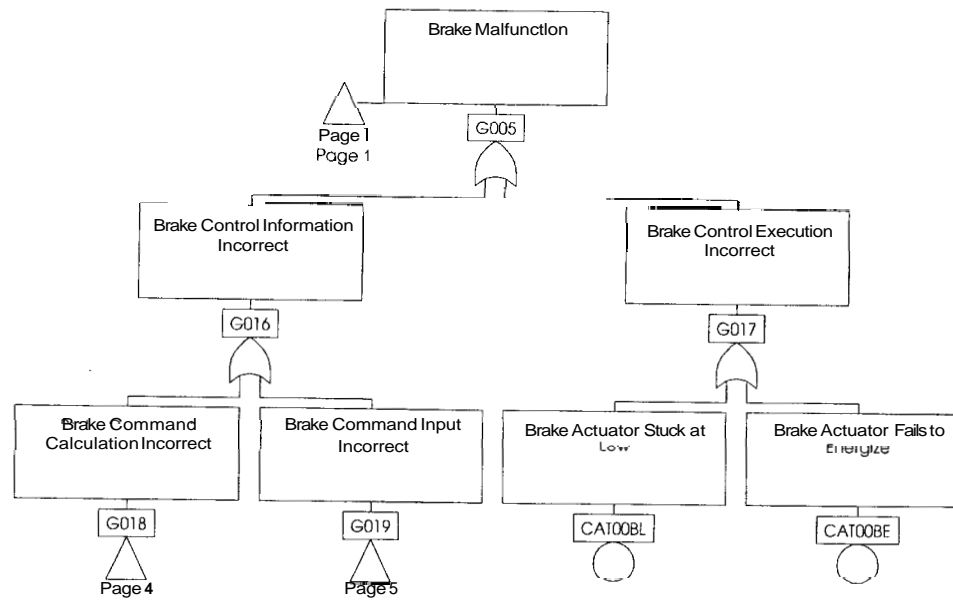 Brake Malfunction
Page 1
Page 1
G005
Brake Control Information
Incorrect
Brake Control Execution
Incorrect
G016
G017
Brake Command
Calculation Incorrect
Brake Command Input
Incorrect
Brake Actuator Stuck at
Low
Brake Actuator Fails to
Energize
G018
G019
CAT00BL
CAT00BE
Page 4
Page 5